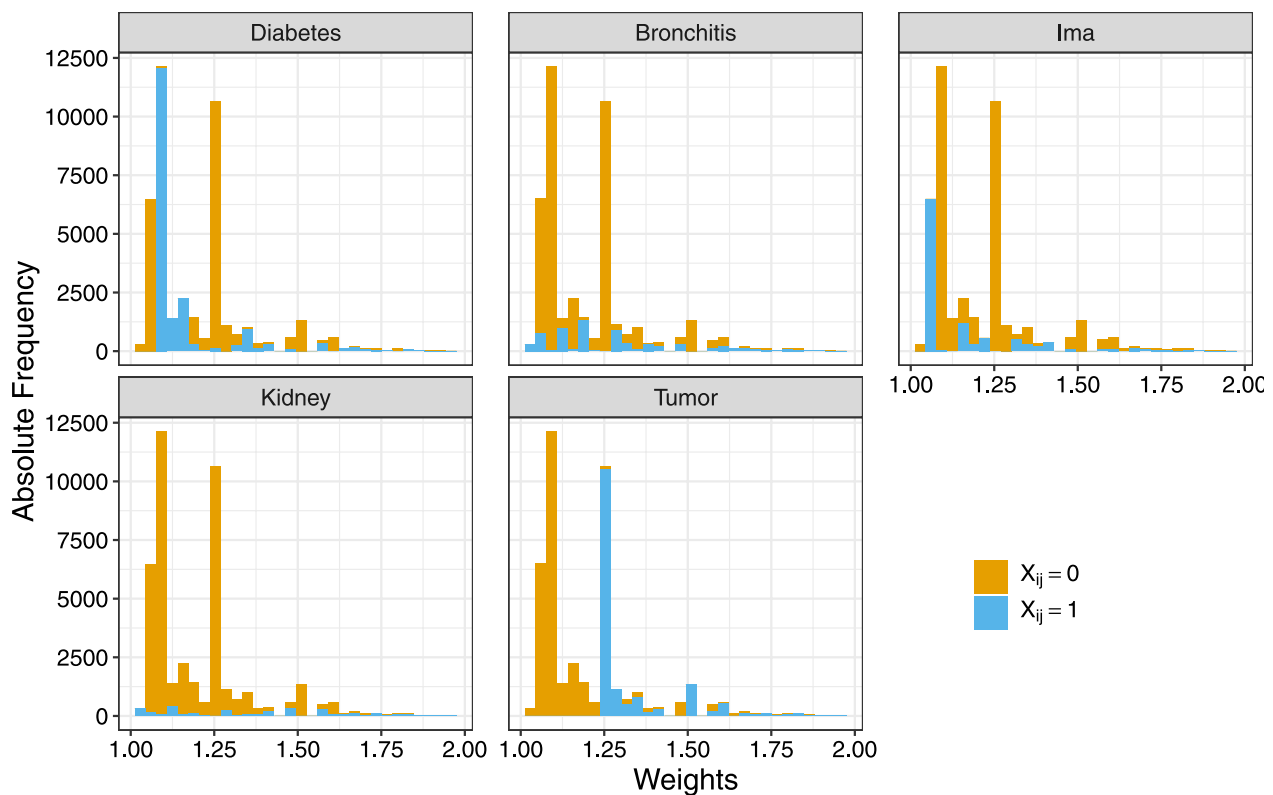 Diabetes
Bronchitis
Ima
12500
10000
7500
5000
2500
0
1.00 1.25 1.50 1.75 2.00
Kidney
Tumor
12500
10000
7500
5000
2500
0
1.00 1.25 1.50 1.75 2.00
1.00 1.25 1.50 1.75 2.00
Absolute Frequency
Weights
Xij = 0
Xij = 1